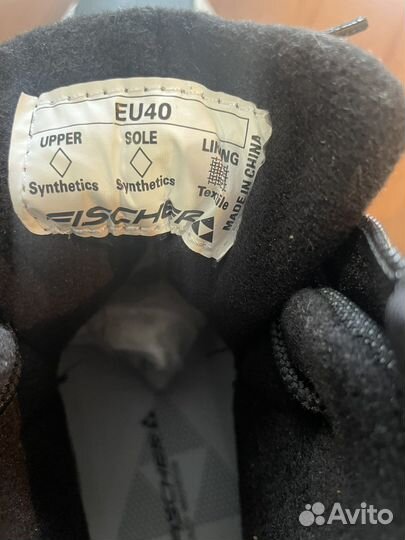 EU40
UPPER SOLE LINING
Synthetics Synthetics Textile
MADE IN CHINA
FISCHER
FISCHER
Avito